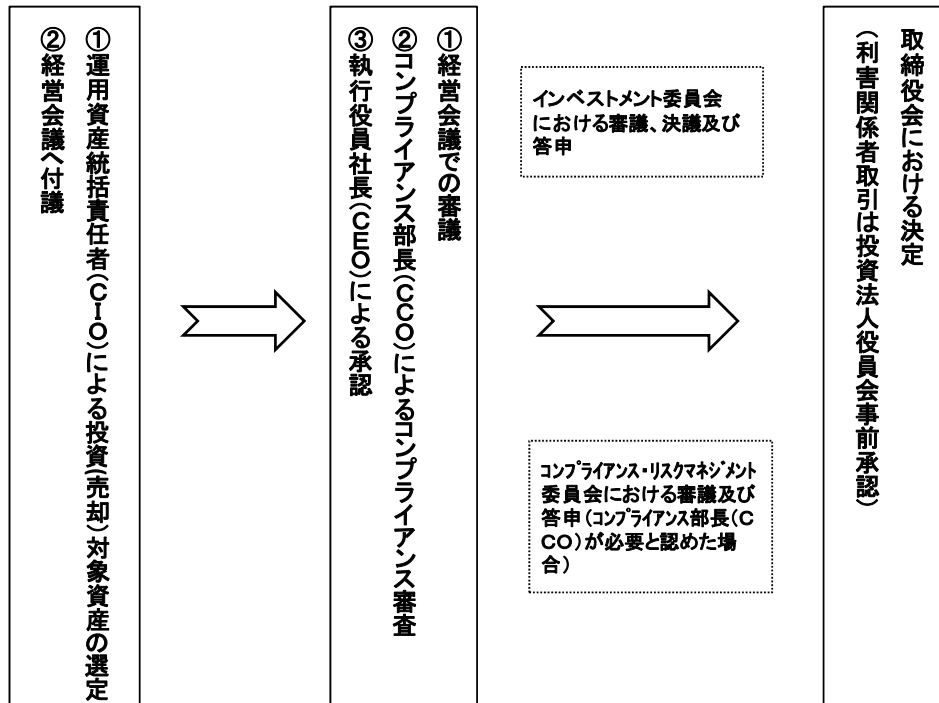 ①運用資産統括責任者(CIO)による投資(売却)対象資産の選定
②経営会議へ付議
①経営会議での審議
②コンプライアンス部長(CCO)によるコンプライアンス審査
③執行役員社長(CEO)による承認
インベストメント委員会
における審議、決議及び
答申
コンプライアンス・リスクマネジメント
委員会における審議及び
答申(コンプライアンス部長(C
CO)が必要と認めた場
合)
取締役会における決定
(利害関係者取引は投資法人役員会事前承認)